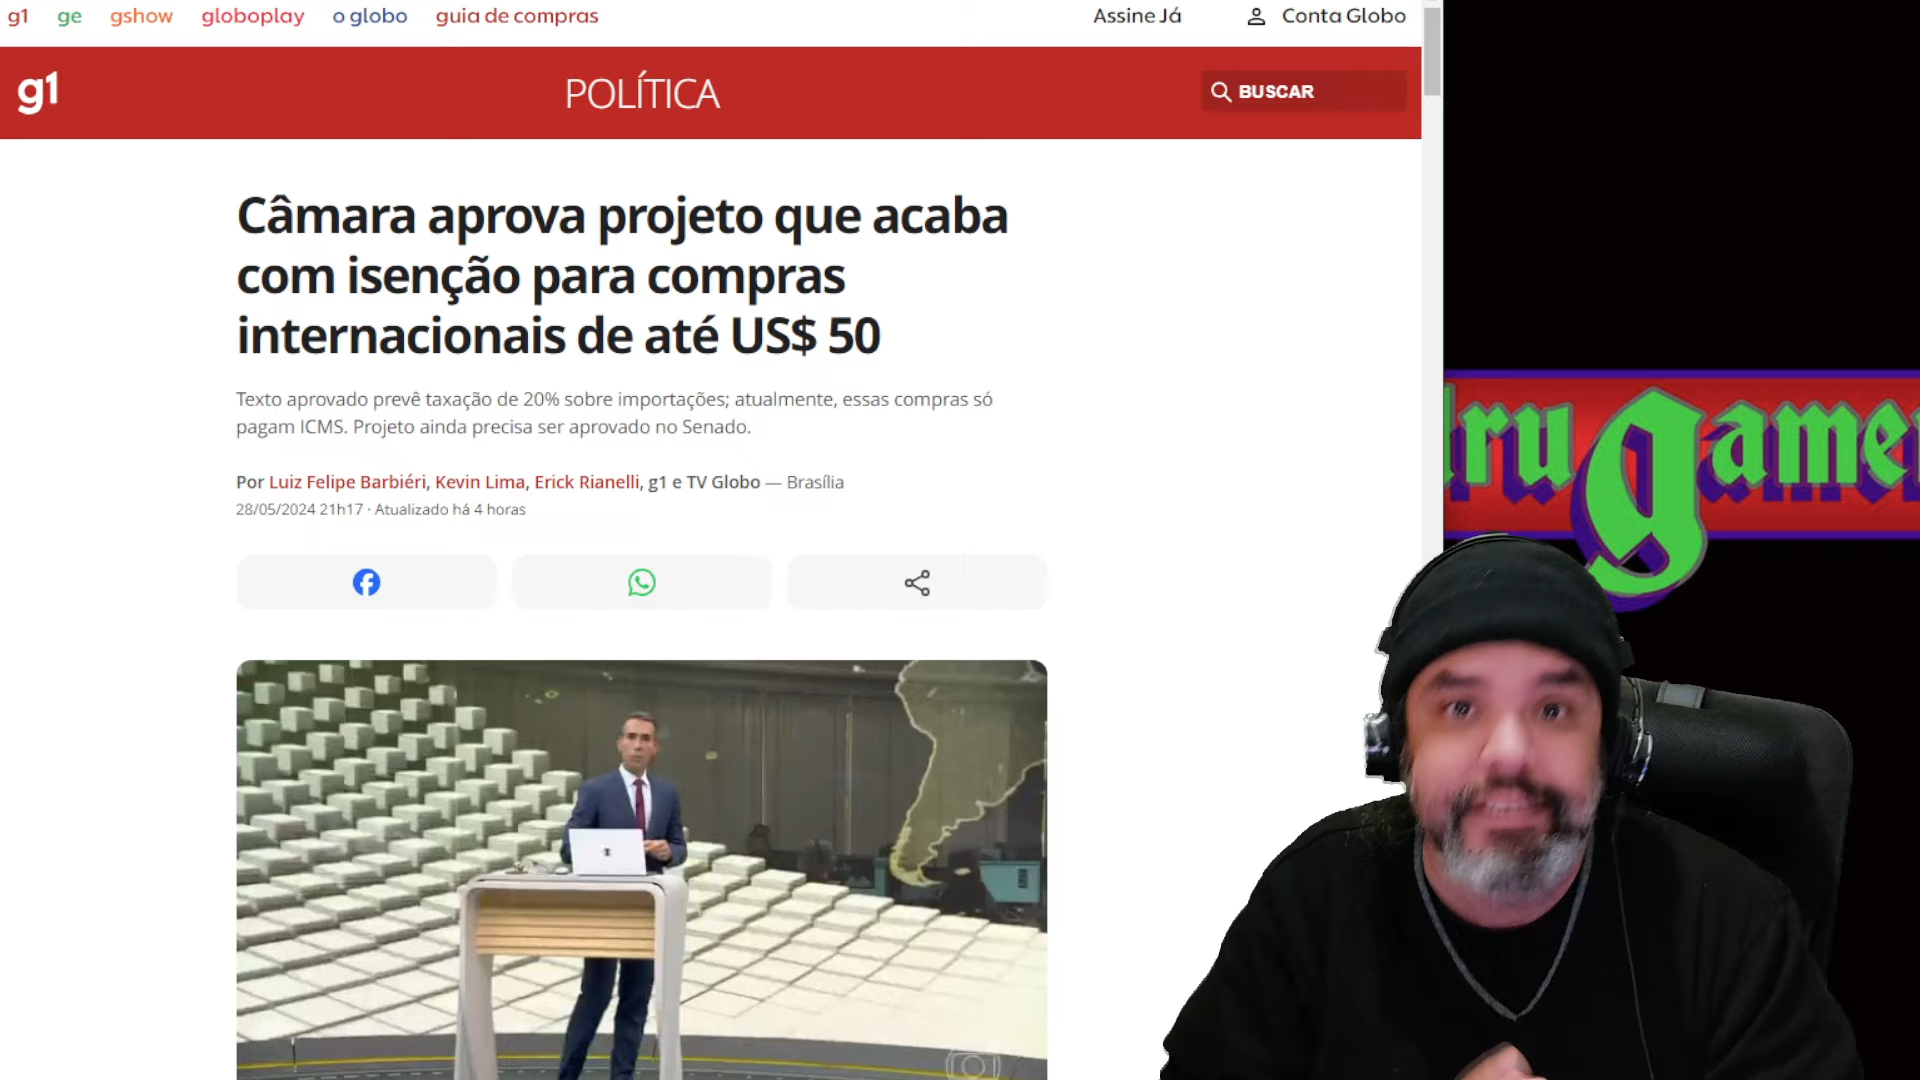 g1 ge gshow globoplay o globo guia de compras Assine Já Conta Globo
g1 POLÍTICA BUSCAR
Câmara aprova projeto que acaba
com isenção para compras
internacionais de até US$ 50
Texto aprovado prevê taxação de 20% sobre importações; atualmente, essas compras só
pagam ICMS. Projeto ainda precisa ser aprovado no Senado.
Por Luiz Felipe Barbiéri, Kevin Lima, Erick Rianelli, g1 e TV Globo — Brasília
28/05/2024 21h17 · Atualizado há 4 horas